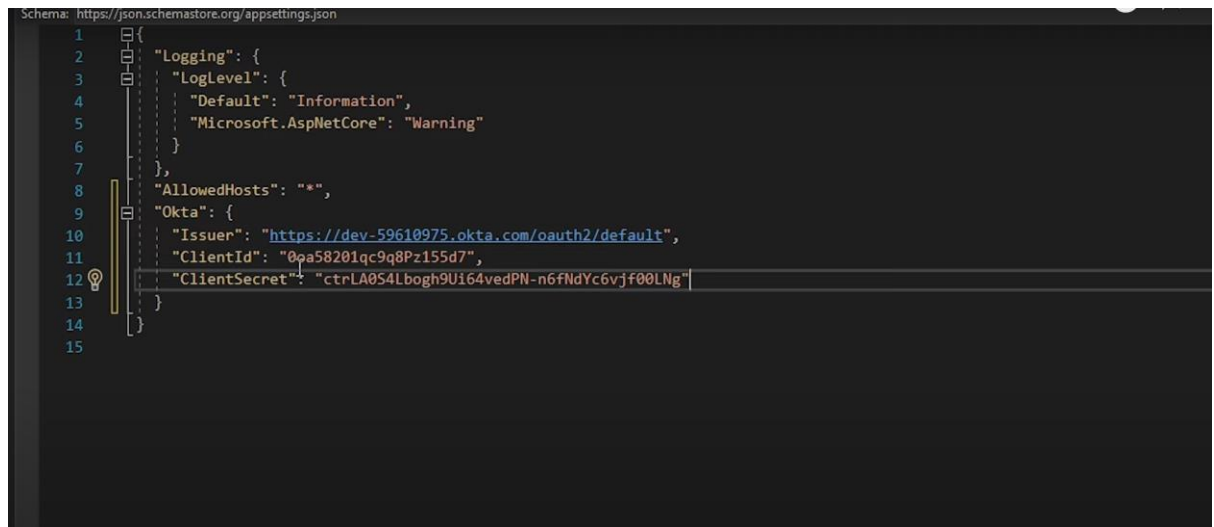 Schema: https://json.schemastore.org/appsettings.json
1 {
2 "Logging": {
3 "LogLevel": {
4 "Default": "Information",
5 "Microsoft.AspNetCore": "Warning"
6 }
7 },
8 "AllowedHosts": "*",
9 "Okta": {
10 "Issuer": "https://dev-59610975.okta.com/oauth2/default",
11 "ClientId": "0oa58201qc9q8Pz155d7",
12 "ClientSecret": "ctrLA0S4Lbogh9Ui64vedPN-n6fNdYc6vjf00LNg"
13 }
14 }
15